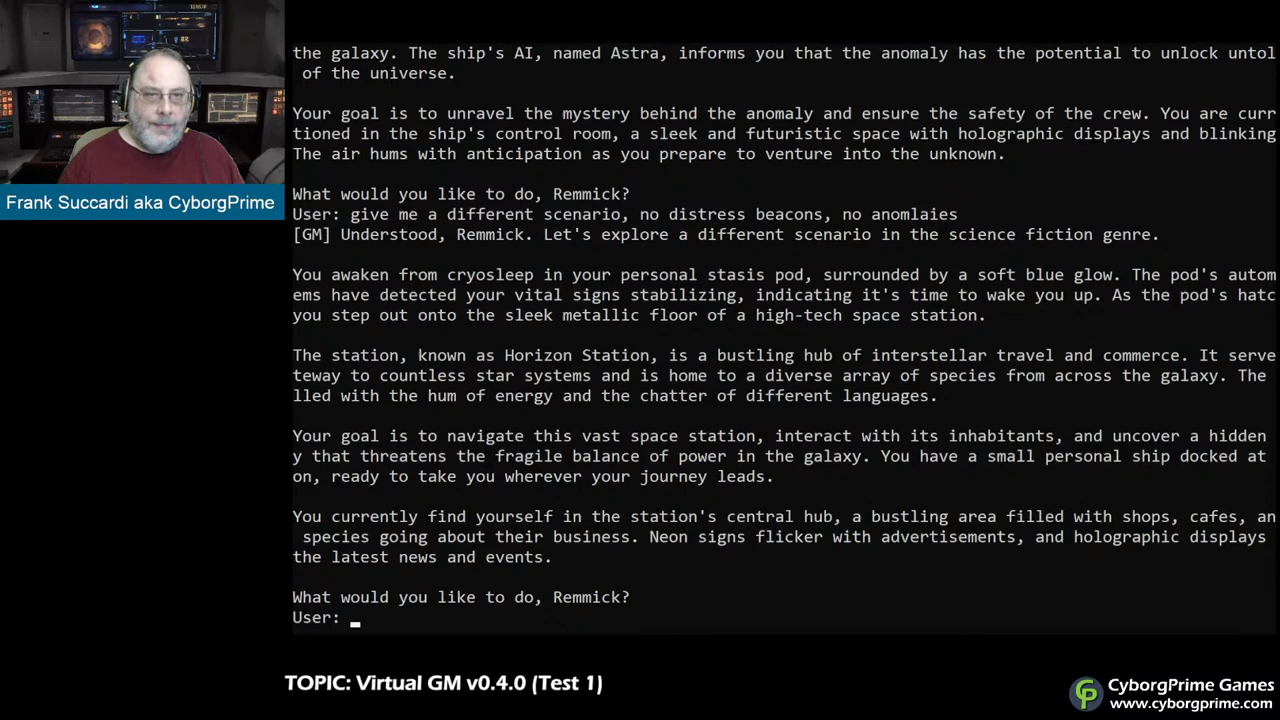 the galaxy. The ship's AI, named Astra, informs you that the anomaly has the potential to unlock untol
of the universe.
Your goal is to unravel the mystery behind the anomaly and ensure the safety of the crew. You are curr
tioned in the ship's control room, a sleek and futuristic space with holographic displays and blinking
The air hums with anticipation as you prepare to venture into the unknown.
What would you like to do, Remmick?
User: give me a different scenario, no distress beacons, no anomlaies
[GM] Understood, Remmick. Let's explore a different scenario in the science fiction genre.
You awaken from cryosleep in your personal stasis pod, surrounded by a soft blue glow. The pod's autom
ems have detected your vital signs stabilizing, indicating it's time to wake you up. As the pod's hatc
you step out onto the sleek metallic floor of a high-tech space station.
The station, known as Horizon Station, is a bustling hub of interstellar travel and commerce. It serve
teway to countless star systems and is home to a diverse array of species from across the galaxy. The
lled with the hum of energy and the chatter of different languages.
Your goal is to navigate this vast space station, interact with its inhabitants, and uncover a hidden
y that threatens the fragile balance of power in the galaxy. You have a small personal ship docked at
on, ready to take you wherever your journey leads.
You currently find yourself in the station's central hub, a bustling area filled with shops, cafes, an
species going about their business. Neon signs flicker with advertisements, and holographic displays
the latest news and events.
What would you like to do, Remmick?
User: _
Frank Succardi aka CyborgPrime
TOPIC: Virtual GM v0.4.0 (Test 1)
CyborgPrime Games
www.cyborgprime.com